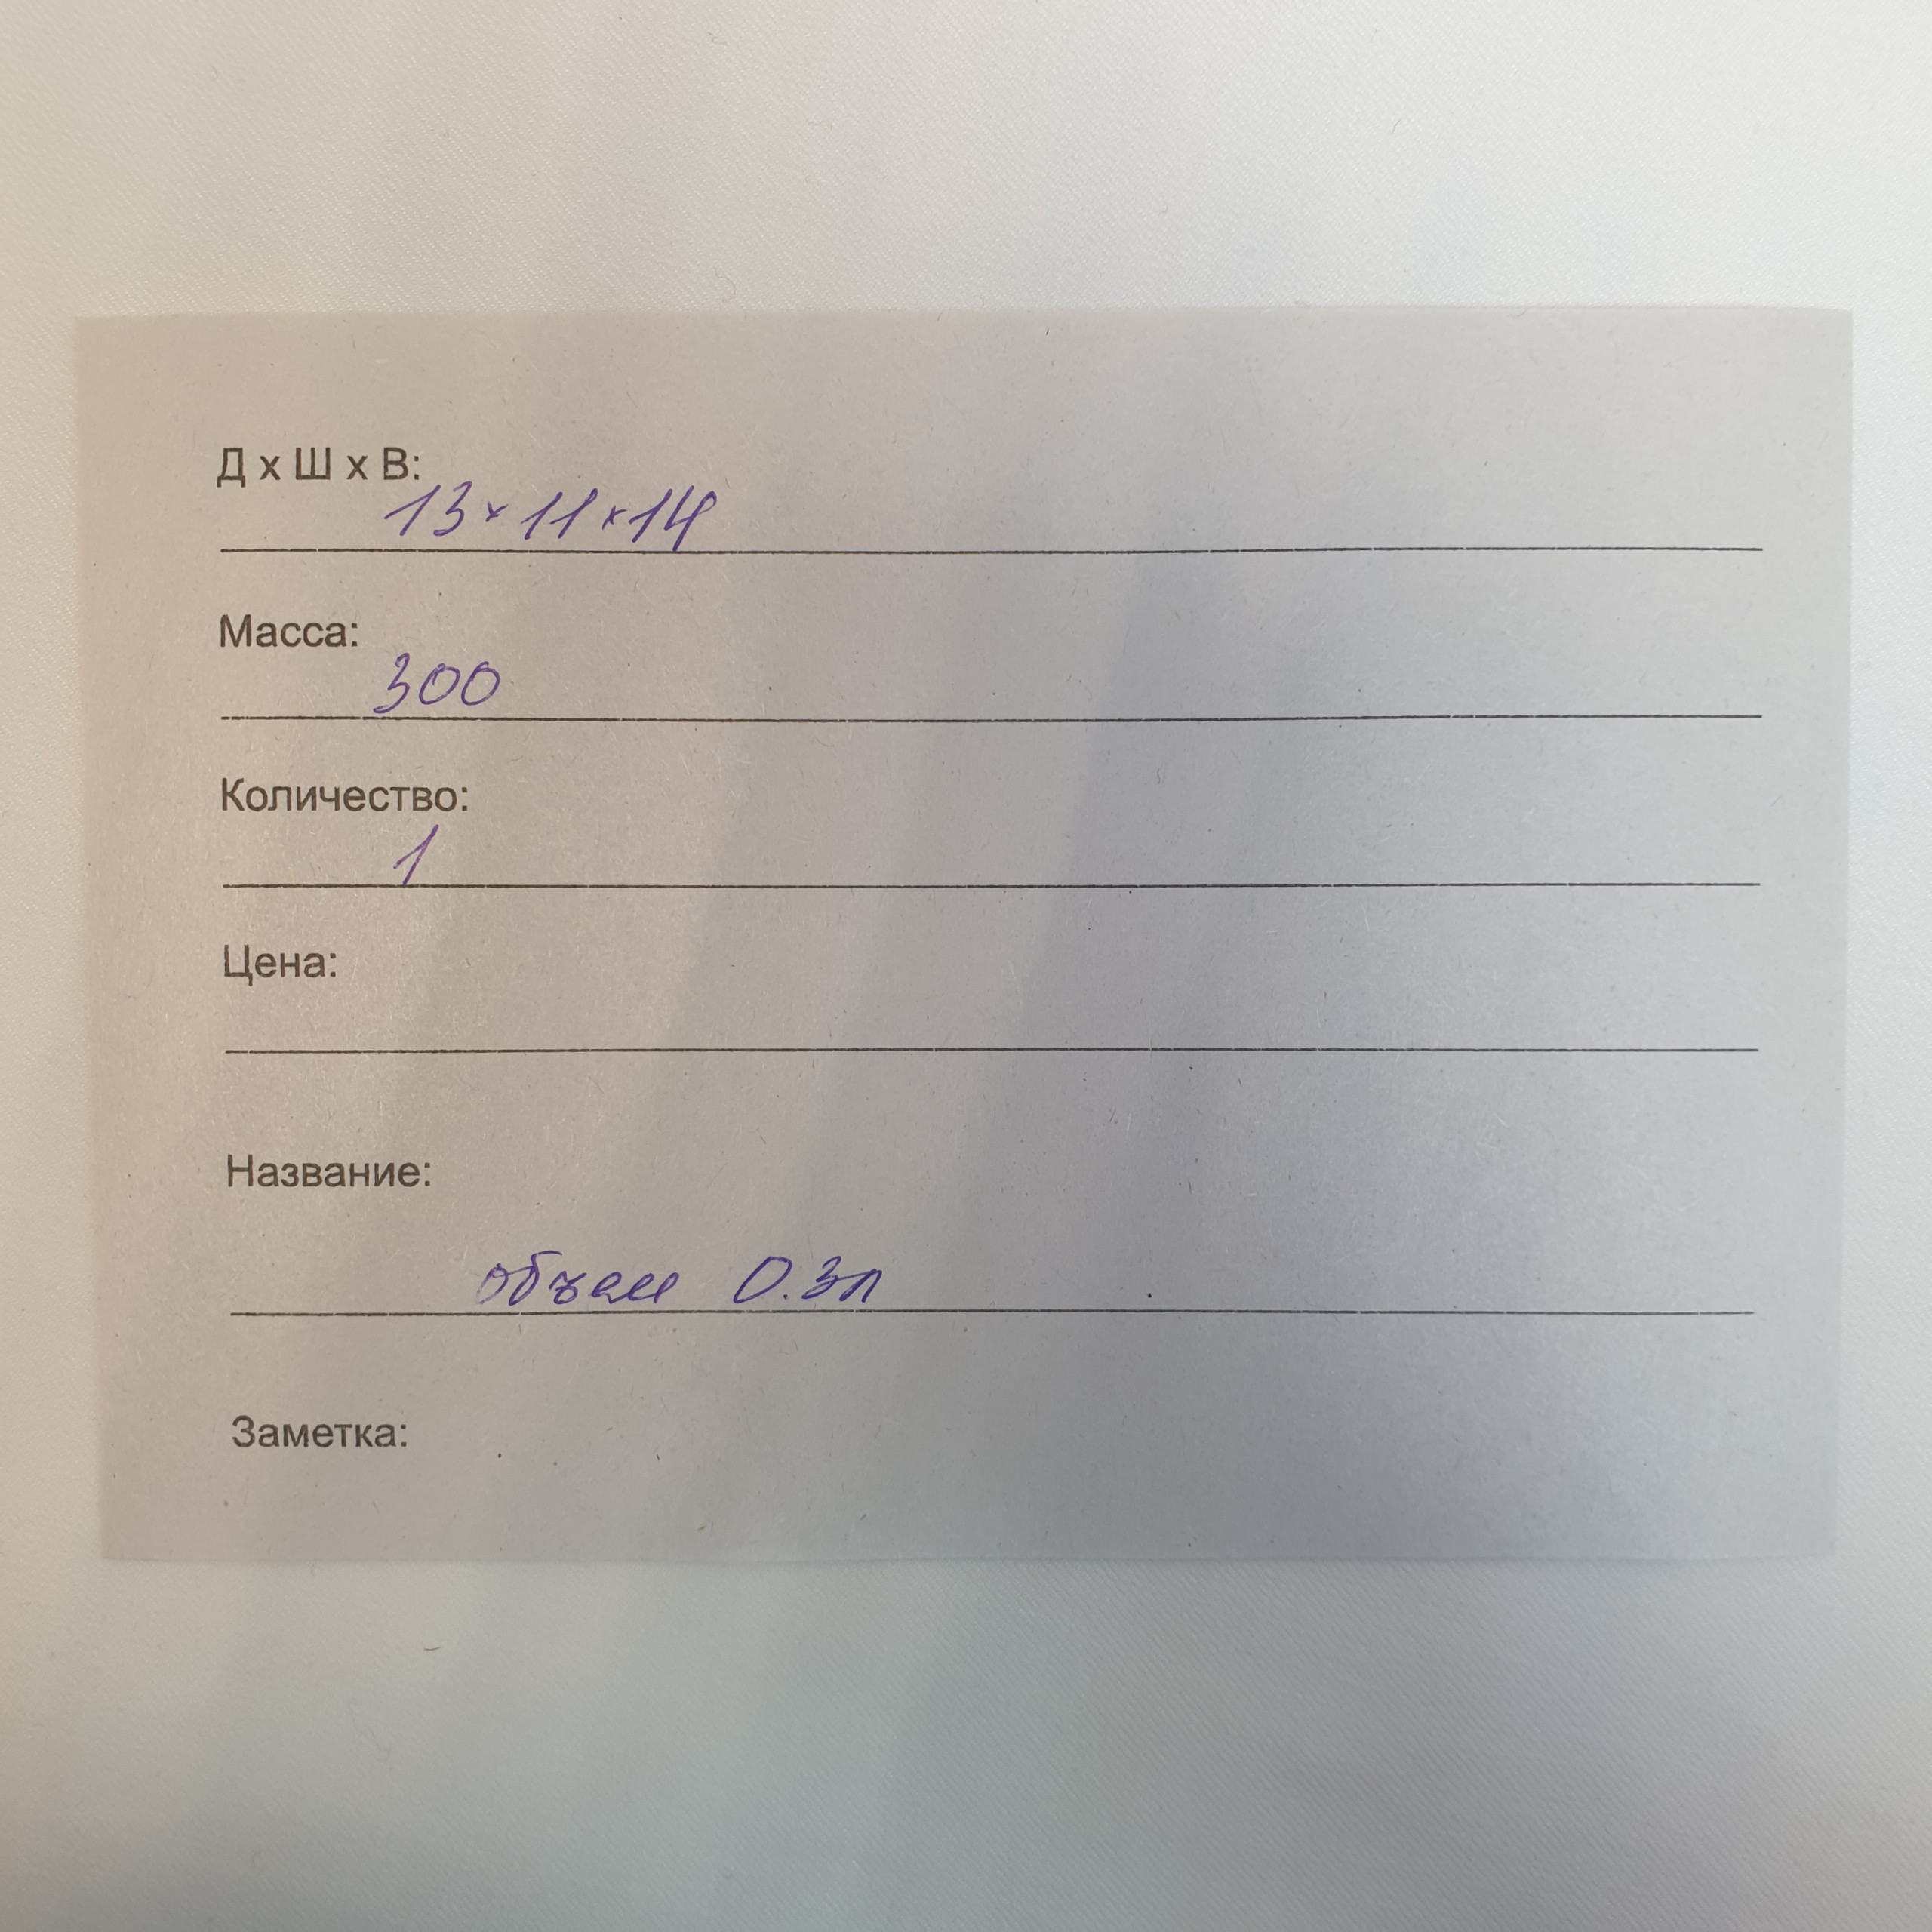 Д х Ш х В:
13×11×14
Масса:
300
Количество:
1
Цена:
Название:
объем 0.3л
Заметка: